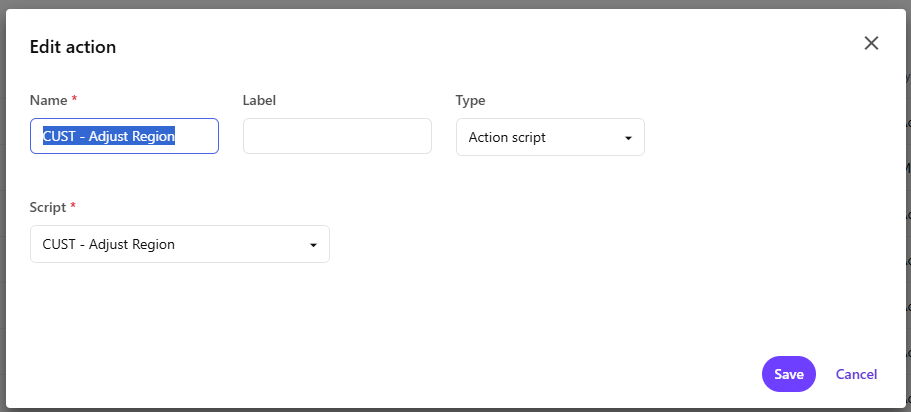 Edit action
Name *
Label
Type
CUST - Adjust Region
Action script
Script *
CUST - Adjust Region
Save
Cancel